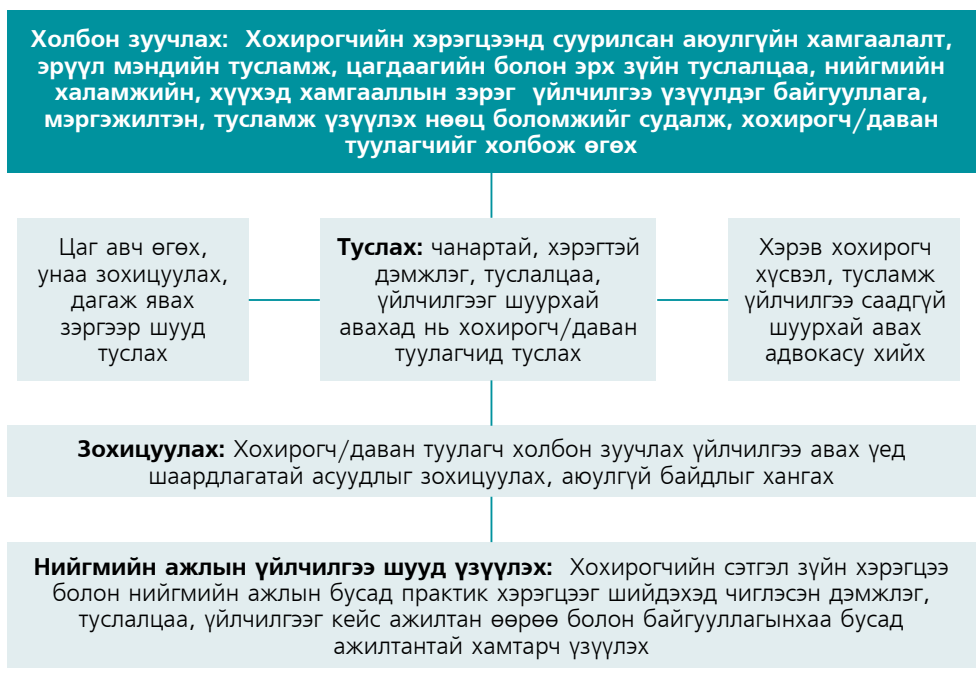 Холбон зуучлах: Хохирогчийн хэрэгцээнд суурилсан аюулгүйн хамгаалалт,
эрүүл мэндийн тусламж, цагдаагийн болон эрх зүйн туслалцаа, нийгмийн
халамжийн, хүүхэд хамгааллын зэрэг үйлчилгээ үзүүлдэг байгууллага,
мэргэжилтэн, тусламж үзүүлэх нөөц боломжийг судалж, хохирогч/даван
туулагчийг холбож өгөх
Цаг авч өгөх,
унаа зохицуулах,
дагаж явах
зэргээр шууд
туслах
Туслах: чанартай, хэрэгтэй
дэмжлэг, туслалцаа,
үйлчилгээг шуурхай
авахад нь хохирогч/даван
туулагчид туслах
Хэрэв хохирогч
хүсвэл, тусламж
үйлчилгээ саадгүй
шуурхай авах
адвокасу хийх
Зохицуулах: Хохирогч/даван туулагч холбон зуучлах үйлчилгээ авах үед
шаардлагатай асуудлыг зохицуулах, аюулгүй байдлыг хангах
Нийгмийн ажлын үйлчилгээ шууд үзүүлэх: Хохирогчийн сэтгэл зүйн хэрэгцээ
болон нийгмийн ажлын бусад практик хэрэгцээг шийдэхэд чиглэсэн дэмжлэг,
туслалцаа, үйлчилгээг кейс ажилтан өөрөө болон байгууллагынхаа бусад
ажилтантай хамтарч үзүүлэх